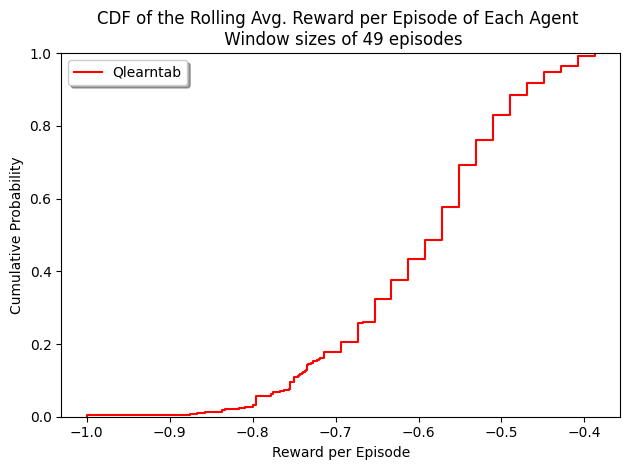 CDF of the Rolling Avg. Reward per Episode of Each Agent
Window sizes of 49 episodes
Qlearntab
1.0
0.8
0.6
0.4
0.2
0.0
Cumulative Probability
−1.0 −0.9 −0.8 −0.7 −0.6 −0.5 −0.4
Reward per Episode